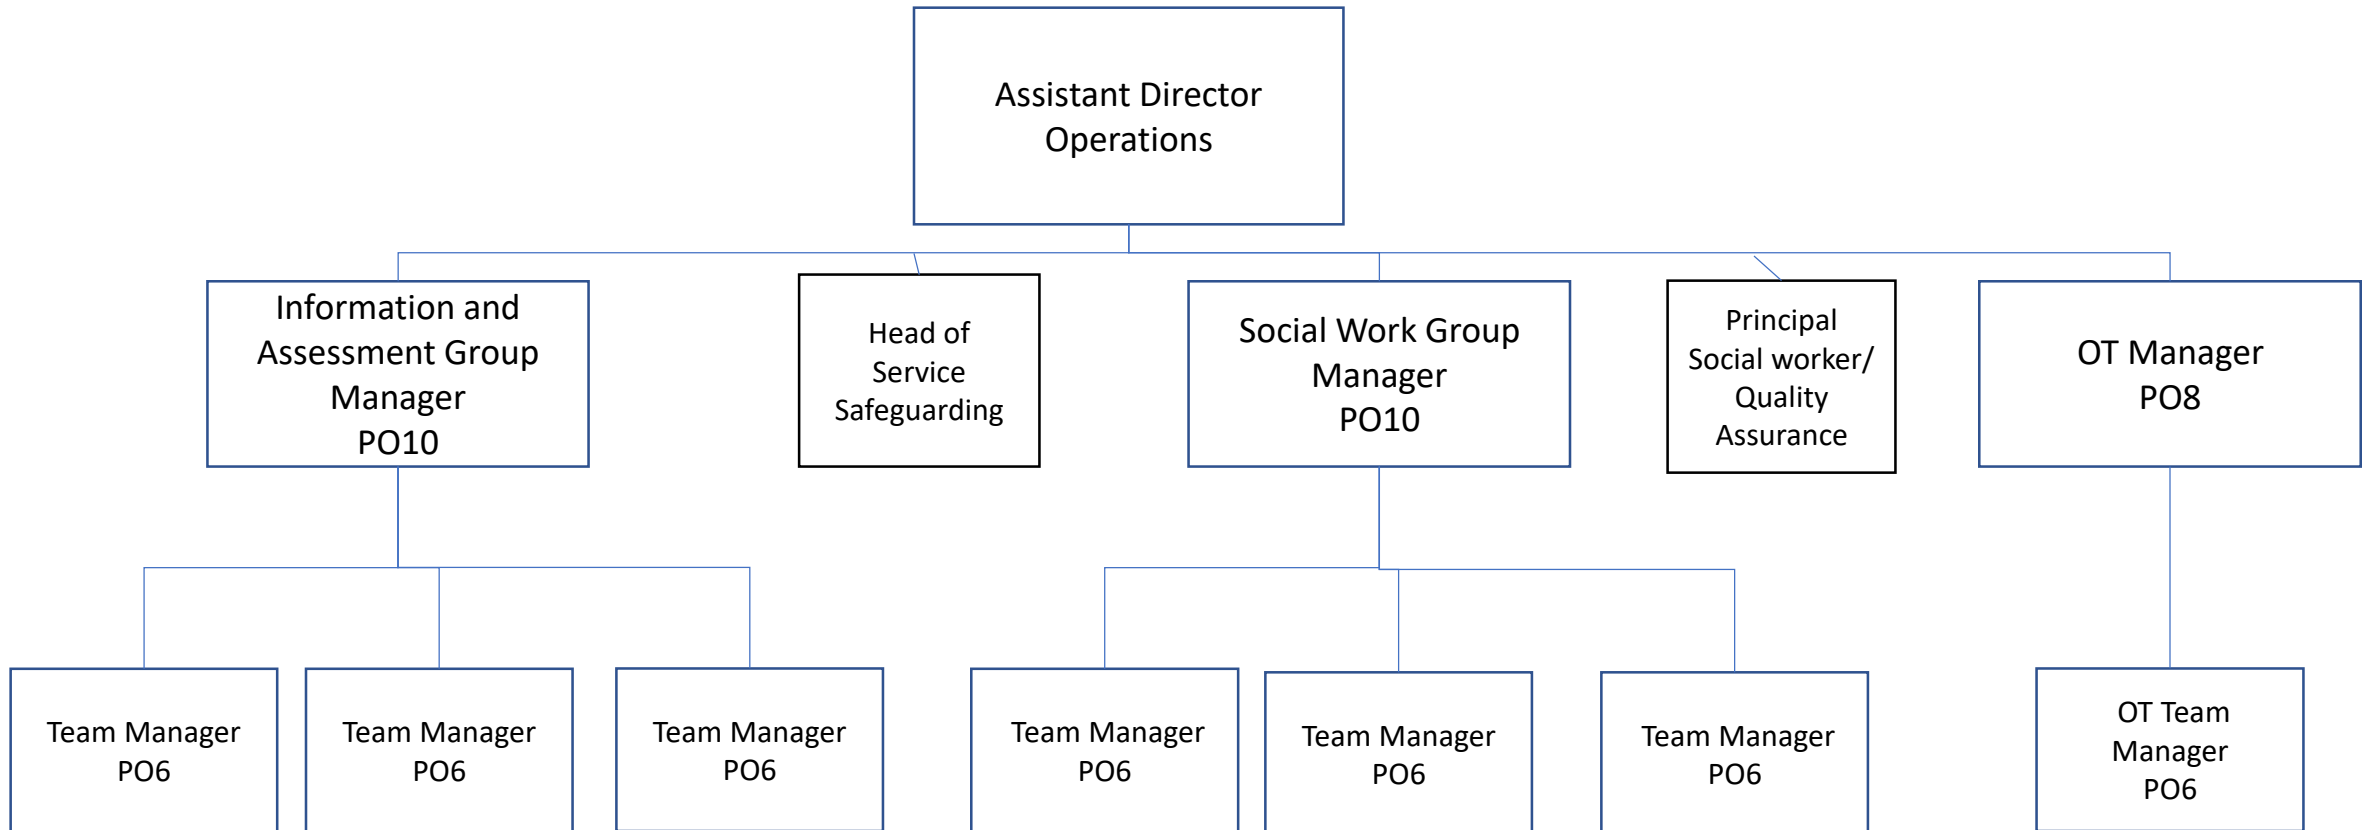 Assistant Director
Operations
Information and
Assessment Group
Manager
PO10
Head of
Service
Safeguarding
Social Work Group
Manager
PO10
Principal
Social worker/
Quality
Assurance
OT Manager
PO8
Team Manager
PO6
Team Manager
PO6
Team Manager
PO6
Team Manager
PO6
Team Manager
PO6
Team Manager
PO6
OT Team
Manager
PO6